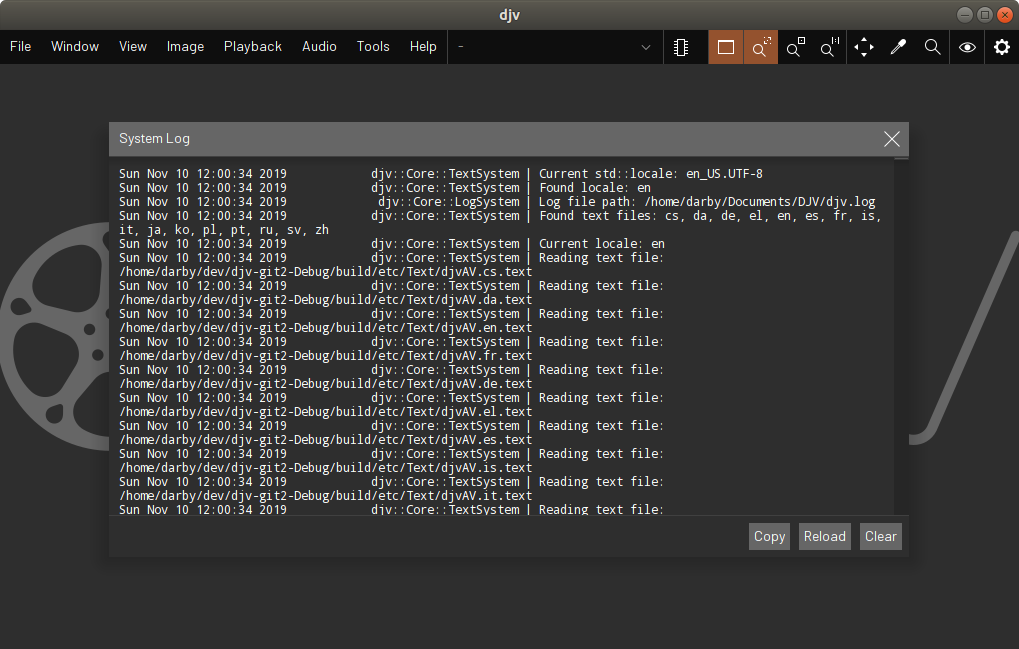 djv
File Window View Image Playback Audio Tools Help -
System Log
Sun Nov 10 12:00:34 2019 djv::Core::TextSystem | Current std::locale: en_US.UTF-8
Sun Nov 10 12:00:34 2019 djv::Core::TextSystem | Found locale: en
Sun Nov 10 12:00:34 2019 djv::Core::LogSystem | Log file path: /home/darby/Documents/DJV/djv.log
Sun Nov 10 12:00:34 2019 djv::Core::TextSystem | Found text files: cs, da, de, el, en, es, fr, is,
it, ja, ko, pl, pt, ru, sv, zh
Sun Nov 10 12:00:34 2019 djv::Core::TextSystem | Current locale: en
Sun Nov 10 12:00:34 2019 djv::Core::TextSystem | Reading text file:
/home/darby/dev/djv-git2-Debug/build/etc/Text/djvAV.cs.text
Sun Nov 10 12:00:34 2019 djv::Core::TextSystem | Reading text file:
/home/darby/dev/djv-git2-Debug/build/etc/Text/djvAV.da.text
Sun Nov 10 12:00:34 2019 djv::Core::TextSystem | Reading text file:
/home/darby/dev/djv-git2-Debug/build/etc/Text/djvAV.en.text
Sun Nov 10 12:00:34 2019 djv::Core::TextSystem | Reading text file:
/home/darby/dev/djv-git2-Debug/build/etc/Text/djvAV.fr.text
Sun Nov 10 12:00:34 2019 djv::Core::TextSystem | Reading text file:
/home/darby/dev/djv-git2-Debug/build/etc/Text/djvAV.de.text
Sun Nov 10 12:00:34 2019 djv::Core::TextSystem | Reading text file:
/home/darby/dev/djv-git2-Debug/build/etc/Text/djvAV.el.text
Sun Nov 10 12:00:34 2019 djv::Core::TextSystem | Reading text file:
/home/darby/dev/djv-git2-Debug/build/etc/Text/djvAV.es.text
Sun Nov 10 12:00:34 2019 djv::Core::TextSystem | Reading text file:
/home/darby/dev/djv-git2-Debug/build/etc/Text/djvAV.is.text
Sun Nov 10 12:00:34 2019 djv::Core::TextSystem | Reading text file:
/home/darby/dev/djv-git2-Debug/build/etc/Text/djvAV.it.text
Sun Nov 10 12:00:34 2019 djv::Core::TextSystem | Reading text file:
Copy Reload Clear